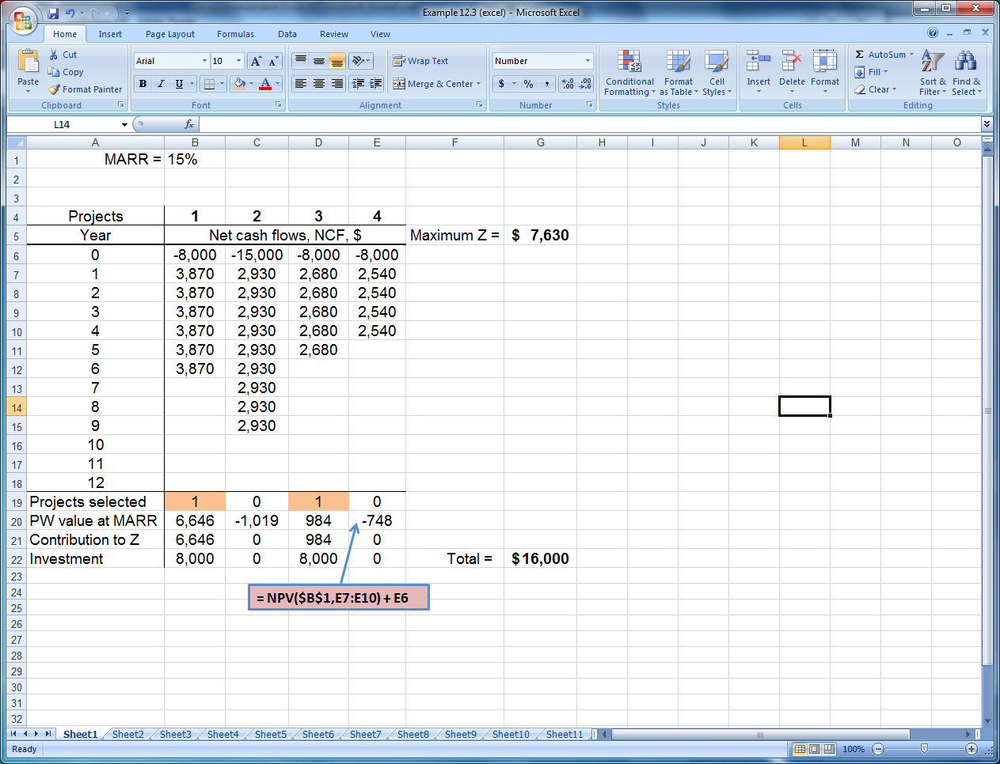 Example 12.3 (excel) - Microsoft Excel
Home Insert Page Layout Formulas Data Review View
Paste
Cut
Copy
Format Painter
Clipboard
Arial 10
B I U
Font
Wrap Text
Merge & Center
Alignment
Number
$ % ,
Number
Conditional Formatting
Format as Table
Cell Styles
Styles
Insert Delete Format
Cells
Σ AutoSum
Fill
Clear
Sort & Filter
Find & Select
Editing
L14 fx
A B C D E F G H I J K L M N O
1 MARR = 15%
2
3
4 Projects 1 2 3 4
5 Year Net cash flows, NCF, $ Maximum Z = $ 7,630
6 0 -8,000 -15,000 -8,000 -8,000
7 1 3,870 2,930 2,680 2,540
8 2 3,870 2,930 2,680 2,540
9 3 3,870 2,930 2,680 2,540
10 4 3,870 2,930 2,680 2,540
11 5 3,870 2,930 2,680
12 6 3,870 2,930
13 7 2,930
14 8 2,930
15 9 2,930
16 10
17 11
18 12
19 Projects selected 1 0 1 0
20 PW value at MARR 6,646 -1,019 984 -748
21 Contribution to Z 6,646 0 984 0
22 Investment 8,000 0 8,000 0 Total = $16,000
23
24
= NPV($B$1,E7:E10) + E6
25
26
27
28
29
30
31
32
Sheet1 Sheet2 Sheet3 Sheet4 Sheet5 Sheet6 Sheet7 Sheet8 Sheet9 Sheet10 Sheet11
Ready 100%